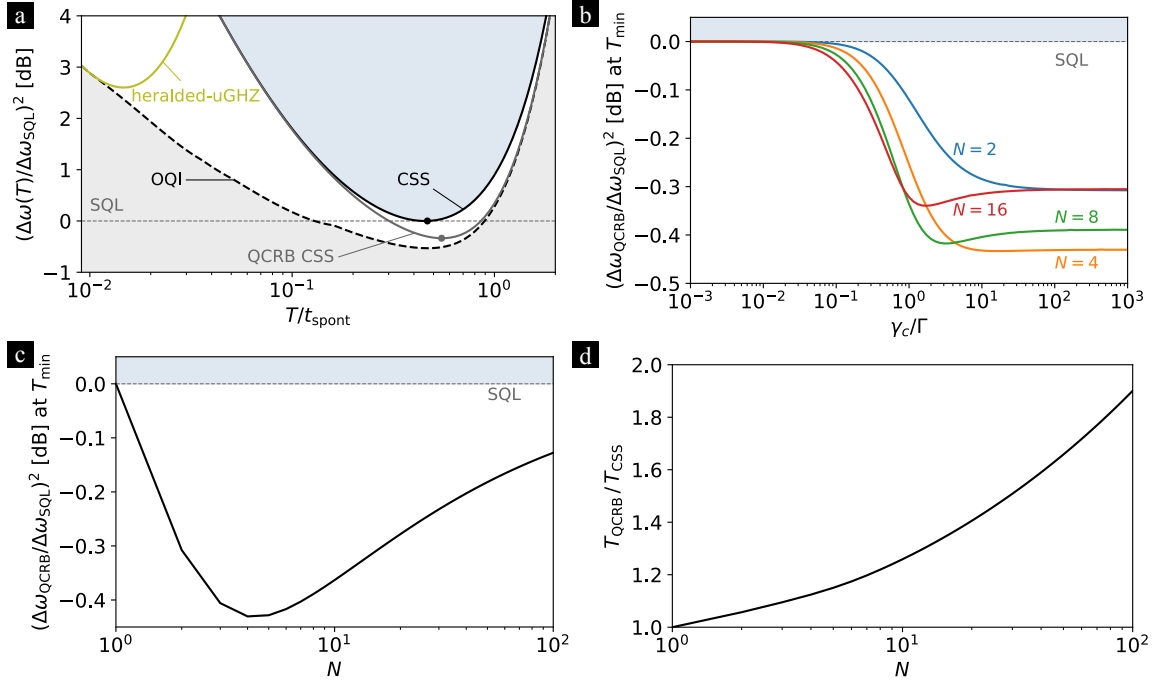 a
(Δω(T)/Δω_SQL)² [dB]
4
3
2
1
0
−1
heralded-uGHZ
OQI
CSS
SQL
QCRB CSS
10⁻² 10⁻¹ 10⁰
T/t_spont
b
(Δω_QCRB/Δω_SQL)² [dB] at T_min
0.0
−0.1
−0.2
−0.3
−0.4
−0.5
SQL
N = 2
N = 16
N = 8
N = 4
10⁻³ 10⁻² 10⁻¹ 10⁰ 10¹ 10² 10³
γ_c/Γ
c
(Δω_QCRB/Δω_SQL)² [dB] at T_min
0.0
−0.1
−0.2
−0.3
−0.4
SQL
10⁰ 10¹ 10²
N
d
T_QCRB / T_CSS
2.0
1.8
1.6
1.4
1.2
1.0
10⁰ 10¹ 10²
N